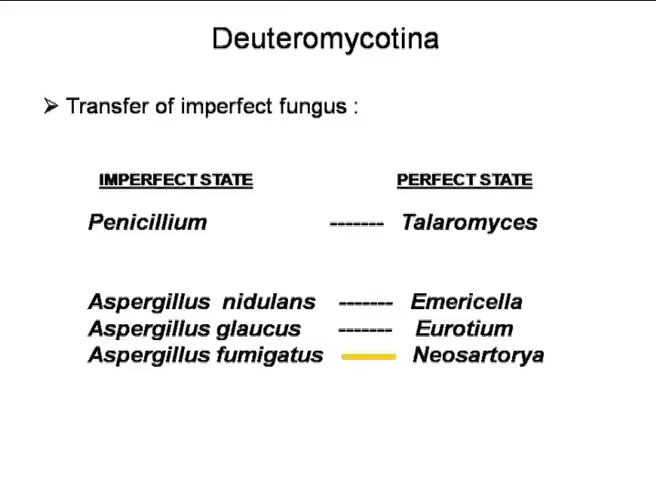 Deuteromycotina
➢ Transfer of imperfect fungus :
IMPERFECT STATE PERFECT STATE
Penicillium ------- Talaromyces
Aspergillus nidulans ------- Emericella
Aspergillus glaucus ------- Eurotium
Aspergillus fumigatus Neosartorya